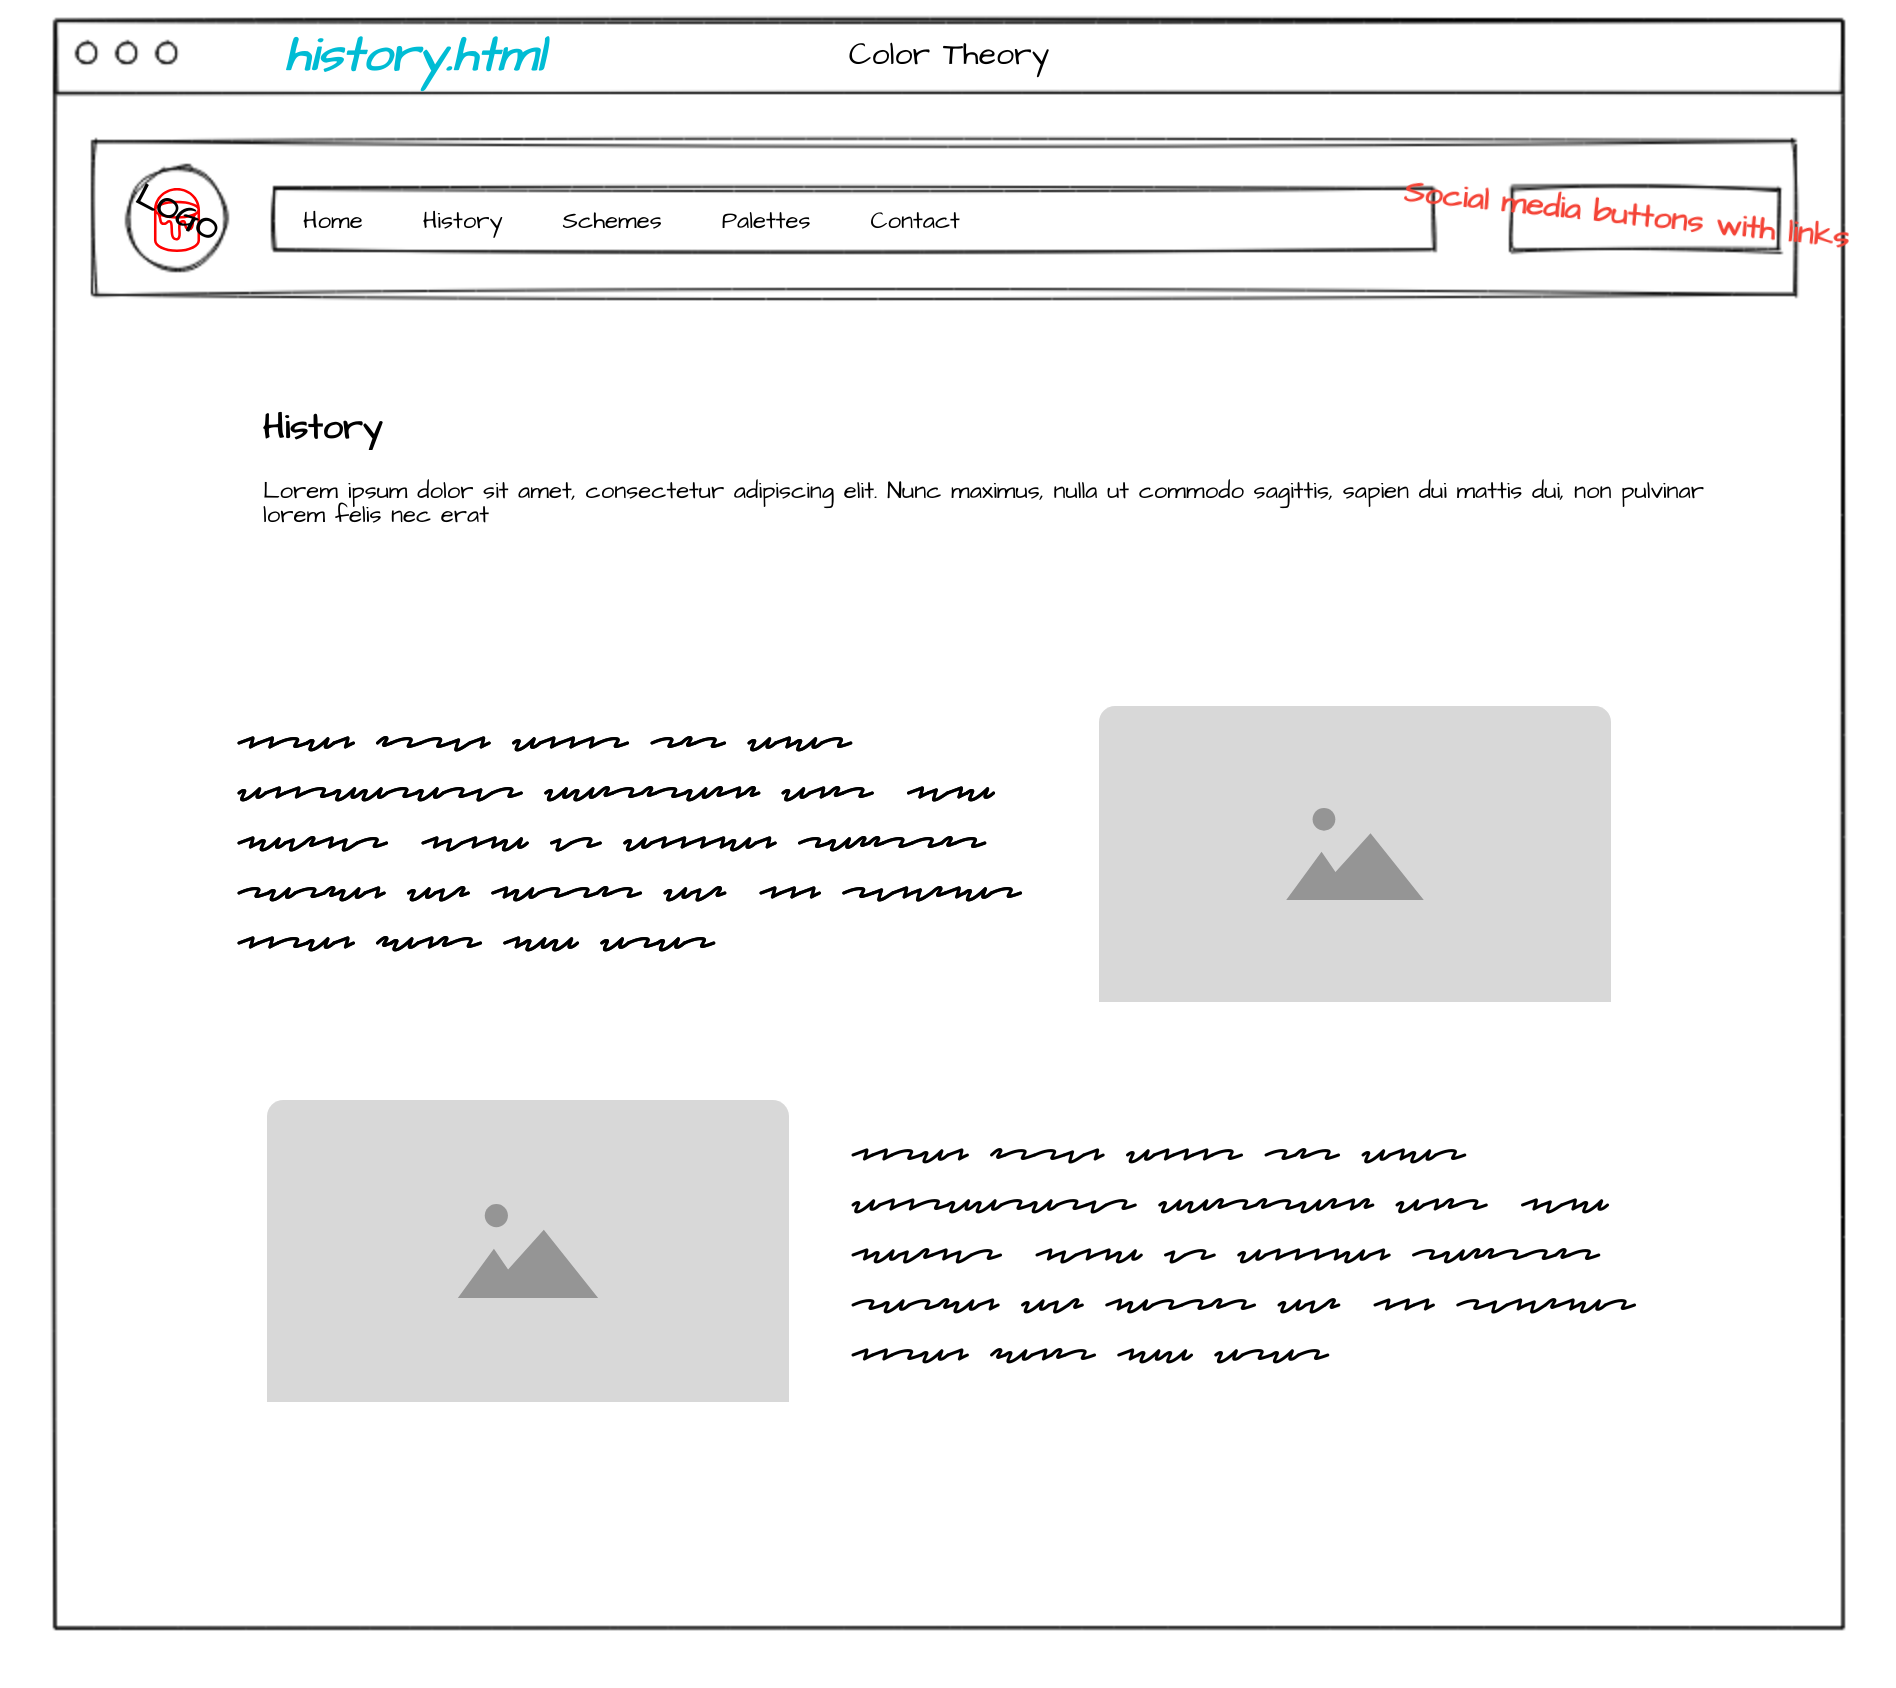 history.html
Color Theory
LOGO
Home History Schemes Palettes Contact
Social media buttons with links
History
Lorem ipsum dolor sit amet, consectetur adipiscing elit. Nunc maximus, nulla ut commodo sagittis, sapien dui mattis dui, non pulvinar
lorem felis nec erat